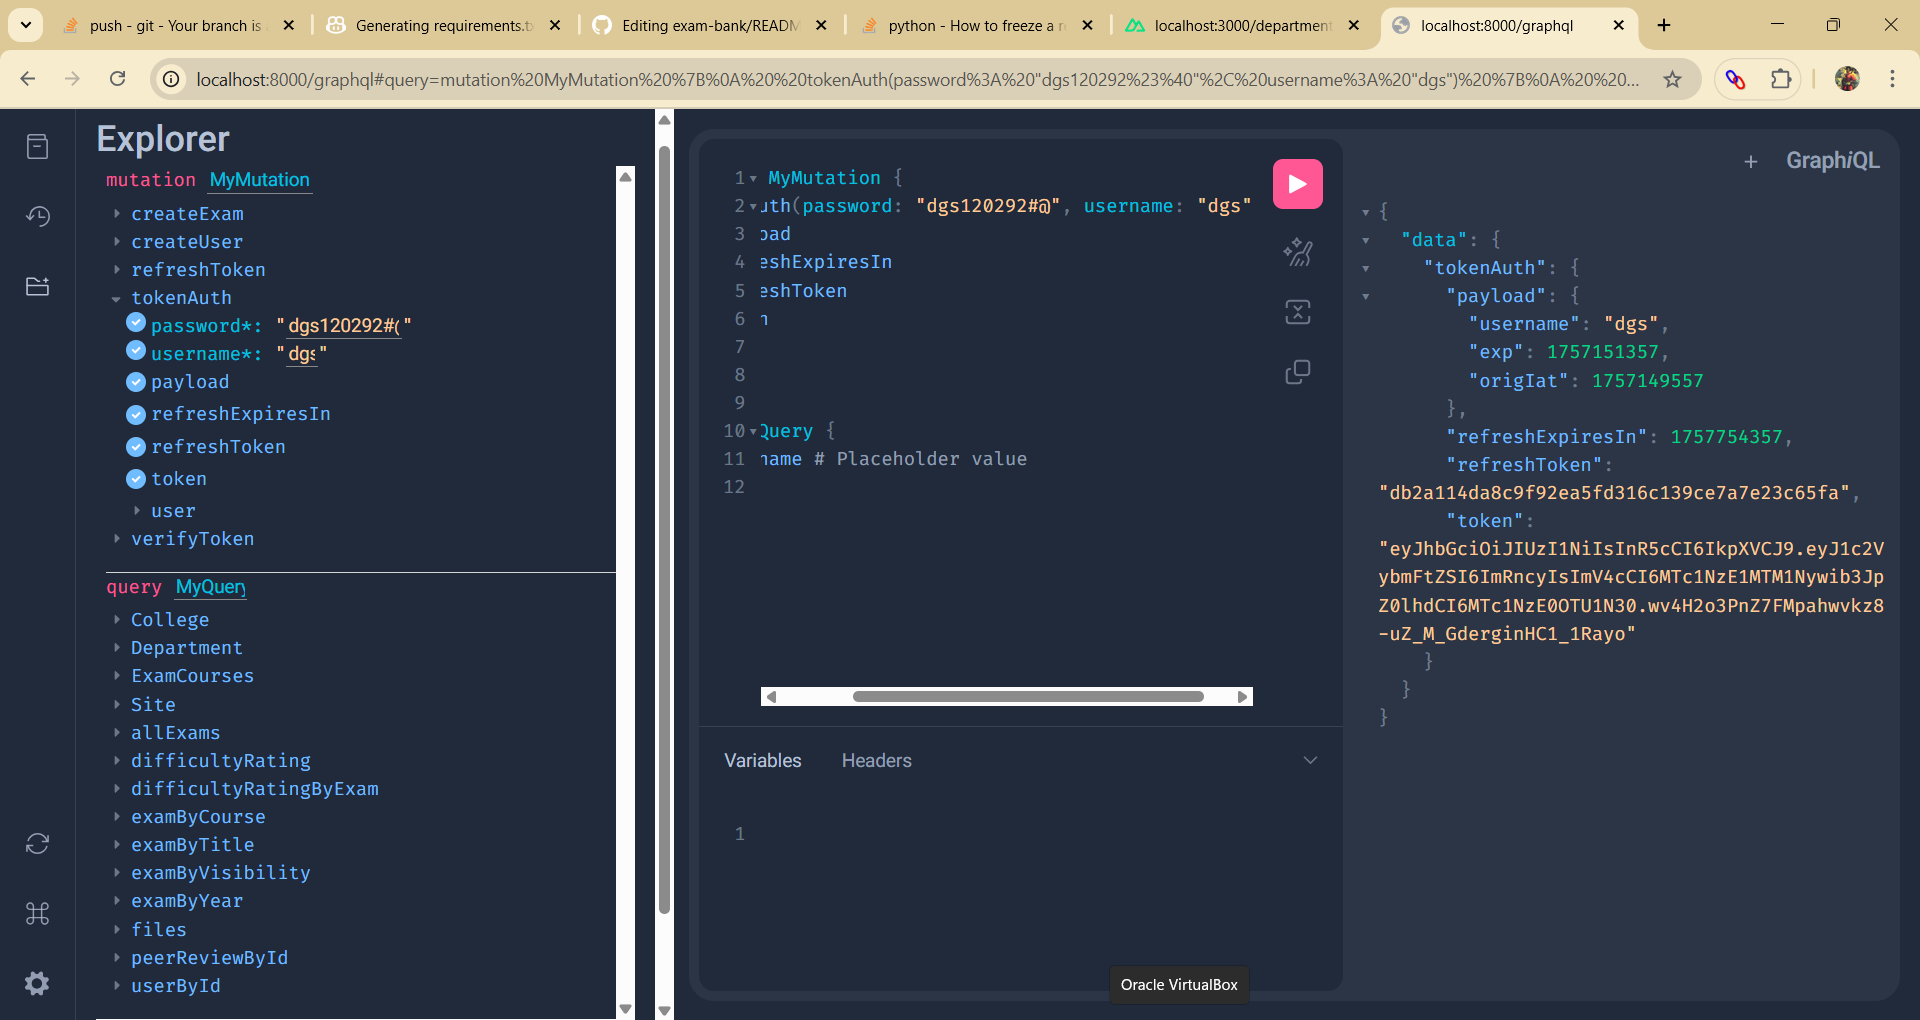 push - git - Your branch is
Generating requirements.t
Editing exam-bank/READM
python - How to freeze a r
localhost:3000/department
localhost:8000/graphql
localhost:8000/graphql#query=mutation%20MyMutation%20%7B%0A%20%20tokenAuth(password%3A%20"dgs120292%23%40"%2C%20username%3A%20"dgs")%20%7B%0A%20%20...
Explorer
mutation MyMutation
createExam
createUser
refreshToken
tokenAuth
password*: "dgs120292#( "
username*: "dgs"
payload
refreshExpiresIn
refreshToken
token
user
verifyToken
query MyQuery
College
Department
ExamCourses
Site
allExams
difficultyRating
difficultyRatingByExam
examByCourse
examByTitle
examByVisibility
examByYear
files
peerReviewById
userById
1 MyMutation {
2 uth(password: "dgs120292#@", username: "dgs"
3 oad
4 eshExpiresIn
5 eshToken
6 n
7
8
9
10 Query {
11 name # Placeholder value
12
Variables Headers
1
Oracle VirtualBox
GraphiQL
{
"data": {
"tokenAuth": {
"payload": {
"username": "dgs",
"exp": 1757151357,
"origIat": 1757149557
},
"refreshExpiresIn": 1757754357,
"refreshToken":
"db2a114da8c9f92ea5fd316c139ce7a7e23c65fa",
"token":
"eyJhbGciOiJIUzI1NiIsInR5cCI6IkpXVCJ9.eyJ1c2V
ybmFtZSI6ImRncyIsImV4cCI6MTc1NzE1MTM1Nywib3Jp
Z0lhdCI6MTc1NzE0OTU1N30.wv4H2o3PnZ7FMpahwvkz8
-uZ_M_GderginHC1_1Rayo"
}
}
}